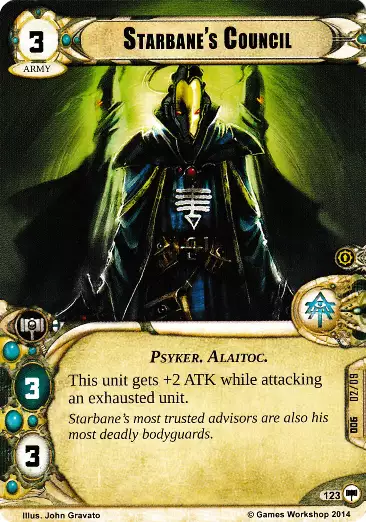 3
STARBANE'S COUNCIL
ARMY
PSYKER. ALAITOC.
3
This unit gets +2 ATK while attacking
an exhausted unit.
Starbane's most trusted advisors are also his
most deadly bodyguards.
3
006 02/09
123
Illus. John Gravato
© Games Workshop 2014